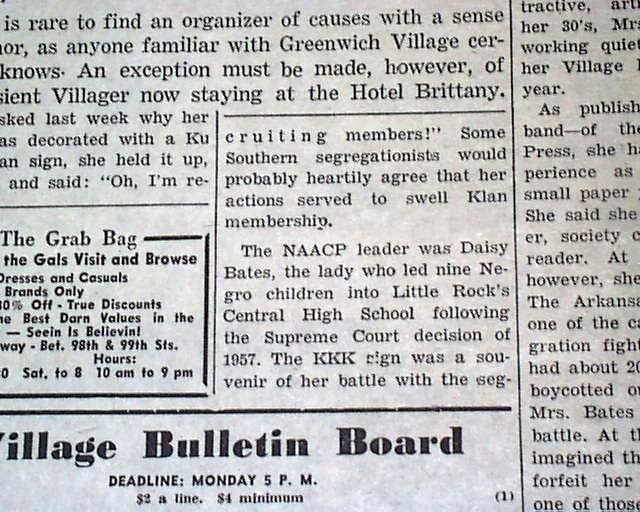 is rare to find an organizer of causes with a sense
as anyone familiar with Greenwich Village cer-
knows. An exception must be made, however, of
sient Villager now staying at the Hotel Brittany.
sked last week why her
as decorated with a Ku
an sign, she held it up,
and said: "Oh, I'm re-
cruiting members!" Some
Southern segregationists would
probably heartily agree that her
actions served to swell Klan
membership.
The NAACP leader was Daisy
Bates, the lady who led nine Ne-
gro children into Little Rock's
Central High School following
the Supreme Court decision of
1957. The KKK sign was a sou-
venir of her battle with the seg-
The Grab Bag
the Gals Visit and Browse
Dresses and Casuals
Brands Only
0% Off - True Discounts
Best Darn Values in the
— Seein Is Believin!
way - Bet. 98th & 99th Sts.
Hours:
0 Sat. to 8 10 am to 9 pm
Village Bulletin Board
DEADLINE: MONDAY 5 P. M.
$2 a line. $4 minimum
(1)
tractive,
her 30's, Mrs
working quie
her Village
year.
As publish
band—of the
Press, she ha
perience as
small paper
She said she
er, society c
reader. At
however, she
The Arkansa
one of the ca
gration fight
had about 20
boycotted o
Mrs. Bates
battle. At t
imagined th
forfeit her
one of those